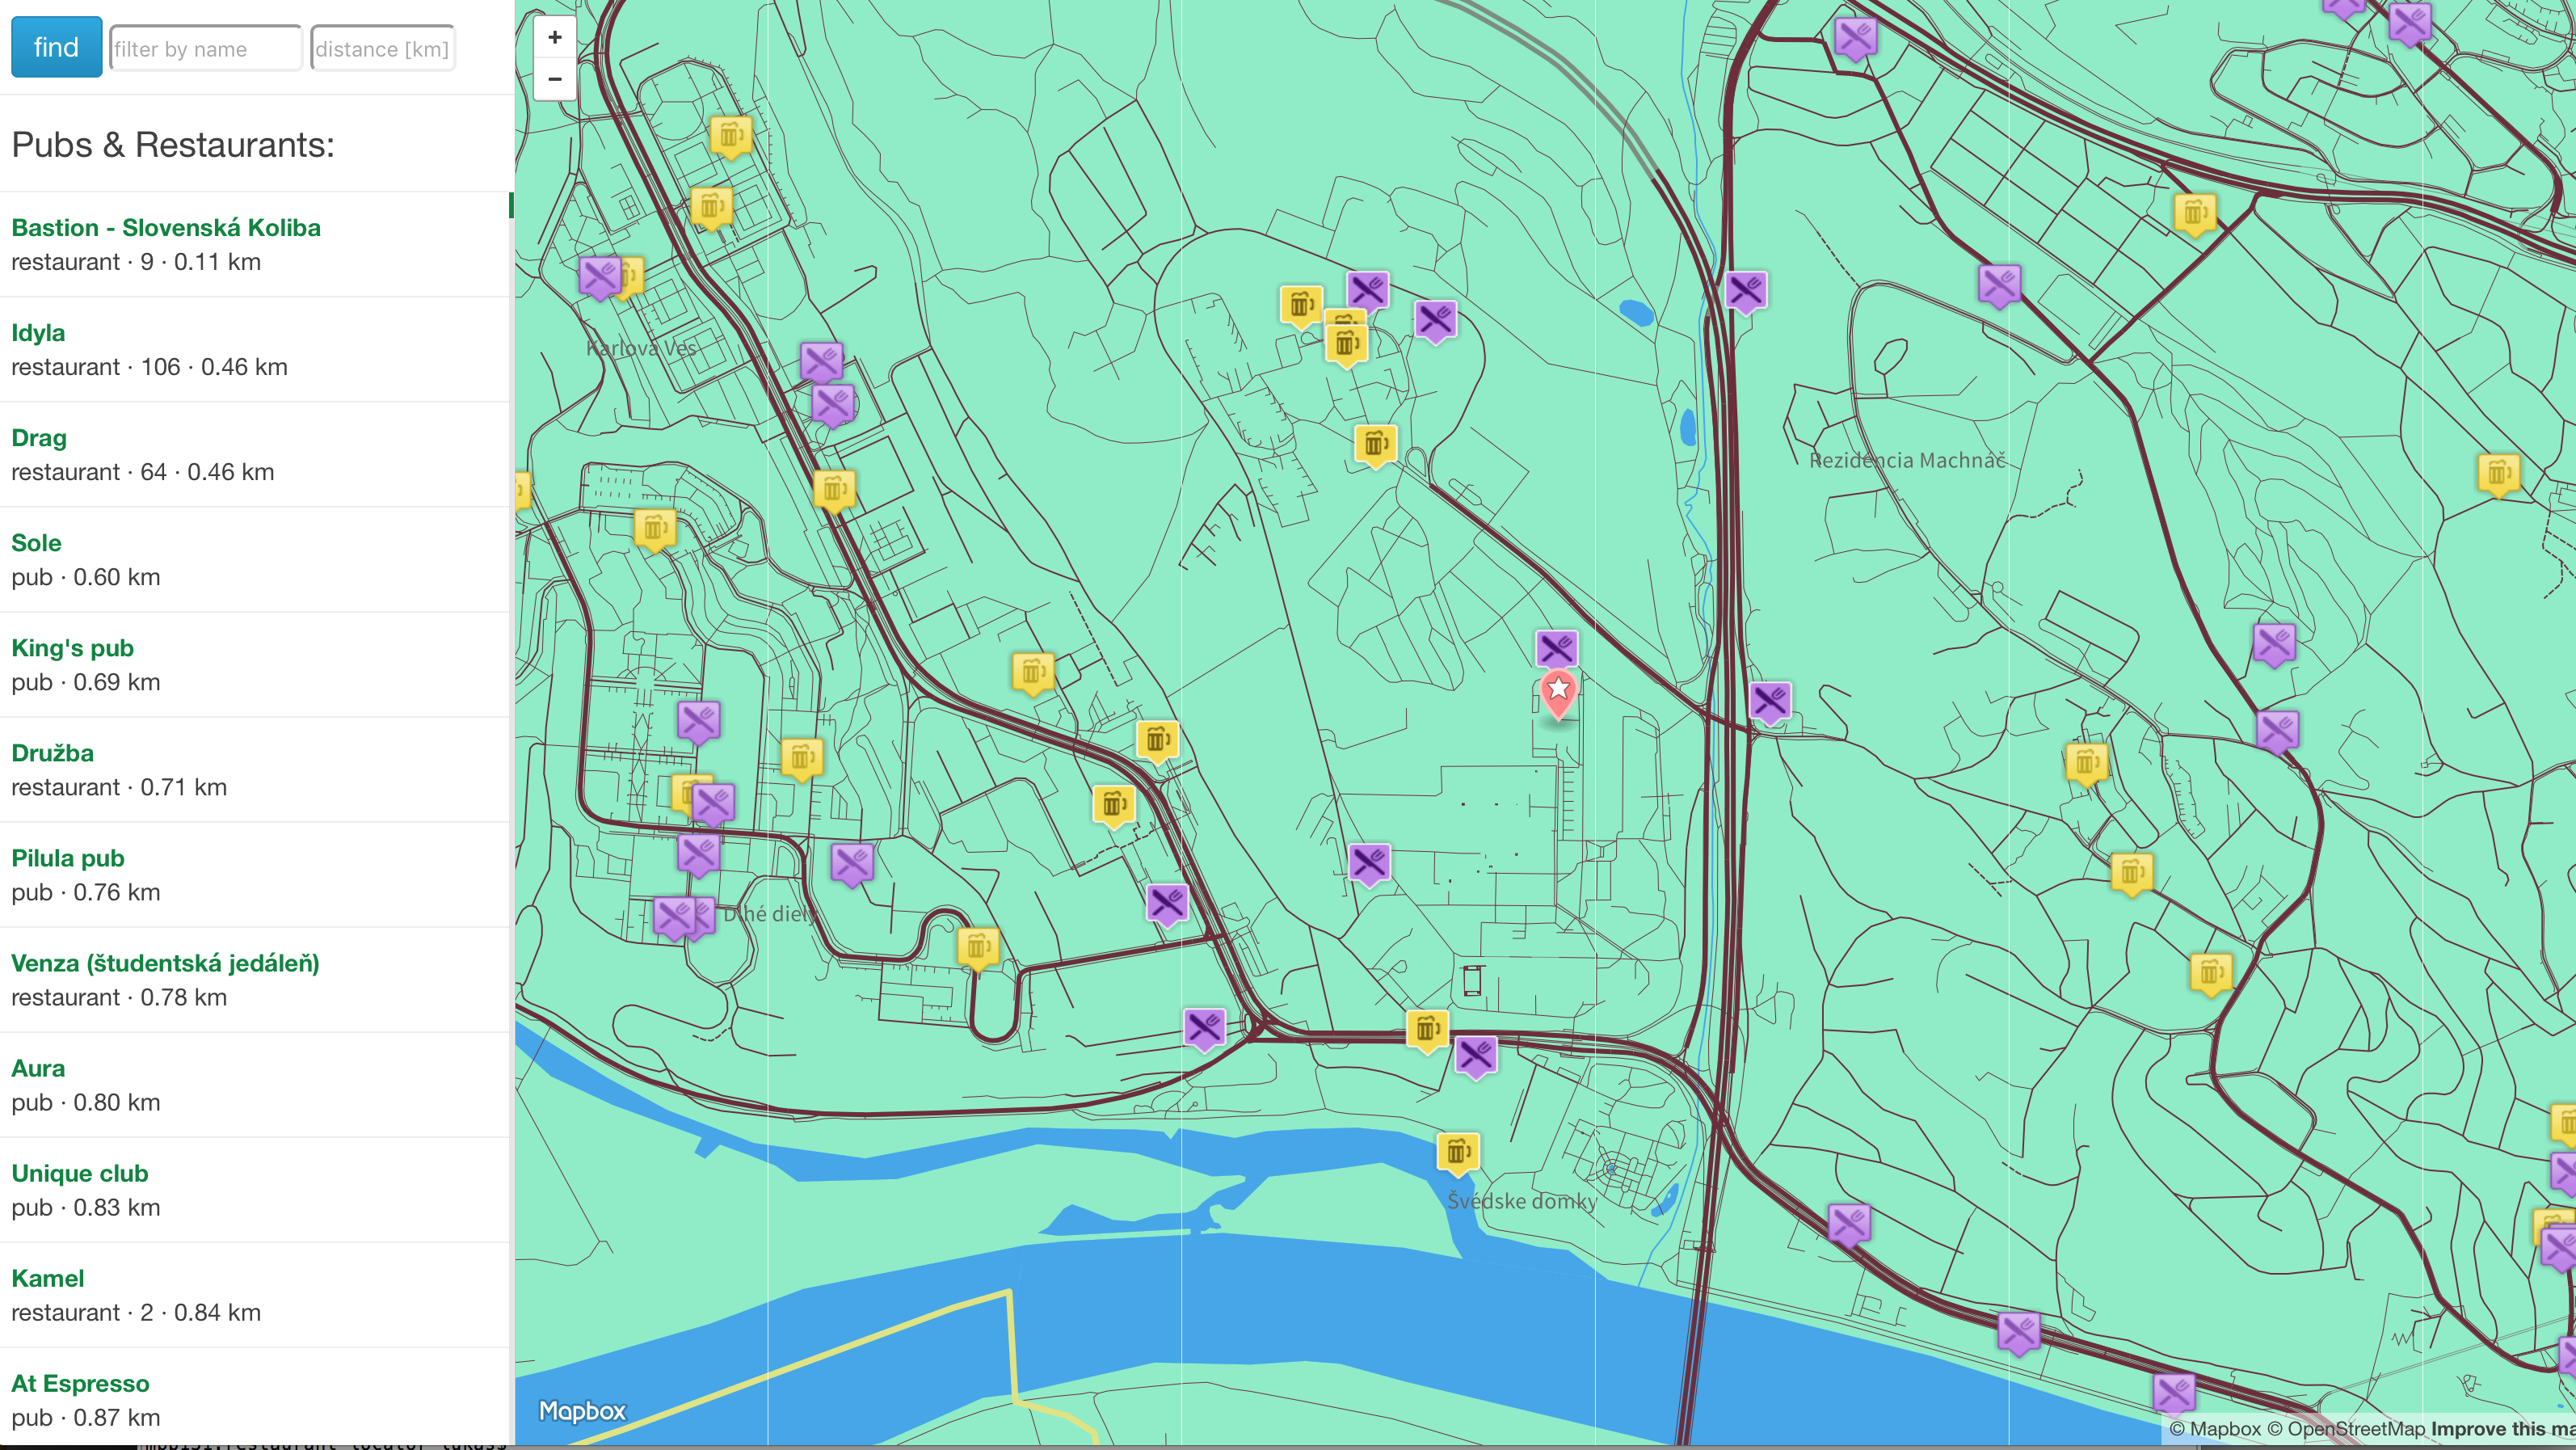 find
filter by name
distance [km]
Pubs & Restaurants:
Bastion - Slovenská Koliba
restaurant · 9 · 0.11 km
Idyla
restaurant · 106 · 0.46 km
Drag
restaurant · 64 · 0.46 km
Sole
pub · 0.60 km
King's pub
pub · 0.69 km
Družba
restaurant · 0.71 km
Pilula pub
pub · 0.76 km
Venza (študentská jedáleň)
restaurant · 0.78 km
Aura
pub · 0.80 km
Unique club
pub · 0.83 km
Kamel
restaurant · 2 · 0.84 km
At Espresso
pub · 0.87 km
+
−
Karlova Ves
Rezidencia Machnáč
Dlhé diely
Švédske domky
Mapbox
© Mapbox © OpenStreetMap Improve this ma